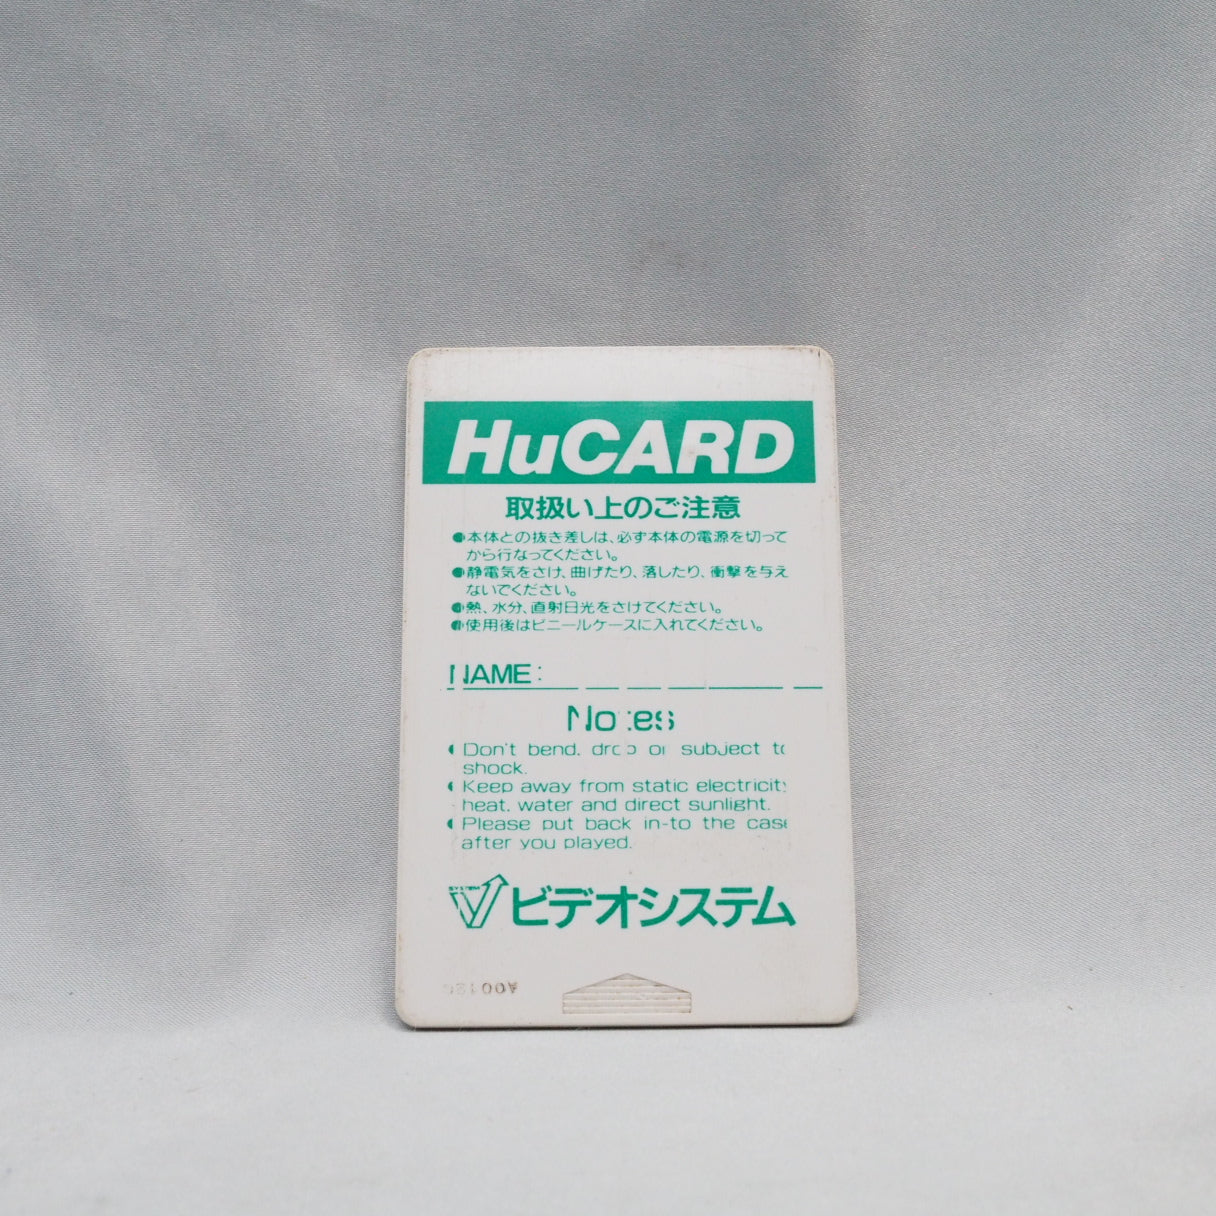 HuCARD
取扱い上のご注意
●本体との抜き差しは、必ず本体の電源を切って
から行なってください。
●静電気をさけ、曲げたり、落したり、衝撃を与え
ないでください。
●熱、水分、直射日光をさけてください。
●使用後はビニールケースに入れてください。
NAME:
Notes
● Don't bend. drop or subject to
shock.
● Keep away from static electricity
heat. water and direct sunlight.
● Please put back in-to the case
after you played.
SYSTEM
ビデオシステム